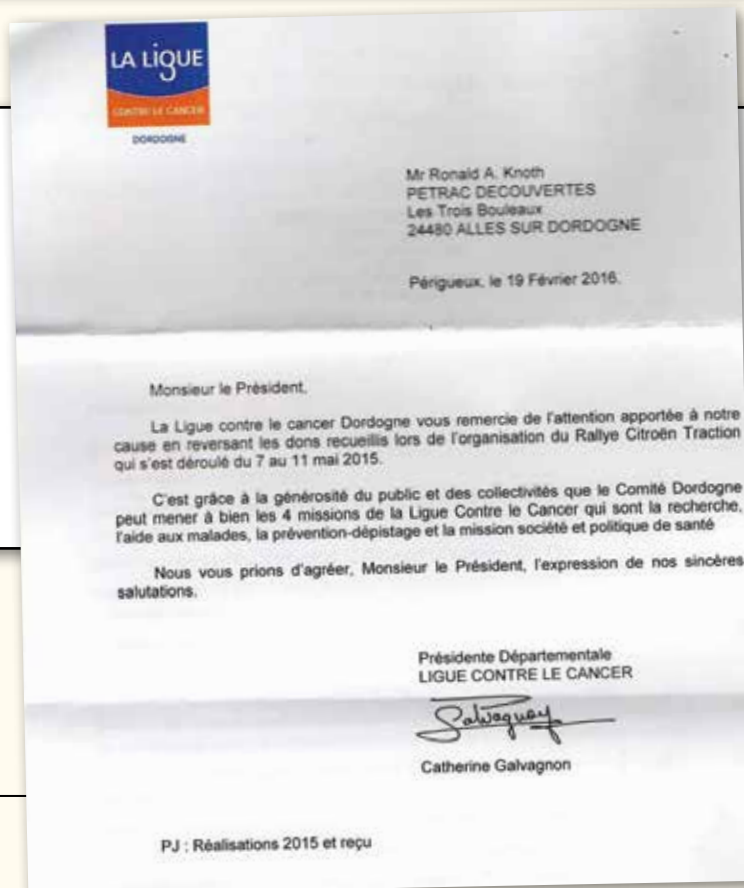 LA LiGUE
CONTRE LE CANCER
DORDOGNE
Mr Ronald A. Knoth
PETRAC DECOUVERTES
Les Trois Bouleaux
24480 ALLES SUR DORDOGNE
Périgueux, le 19 Février 2016.
Monsieur le Président,
La Ligue contre le cancer Dordogne vous remercie de l'attention apportée à notre
cause en reversant les dons recueillis lors de l'organisation du Rallye Citroën Traction
qui s'est déroulé du 7 au 11 mai 2015.
C'est grâce à la générosité du public et des collectivités que le Comité Dordogne
peut mener à bien les 4 missions de la Ligue Contre le Cancer qui sont la recherche,
l'aide aux malades, la prévention-dépistage et la mission société et politique de santé
Nous vous prions d'agréer, Monsieur le Président, l'expression de nos sincères
salutations.
Présidente Départementale
LIGUE CONTRE LE CANCER
Catherine Galvagnon
PJ : Réalisations 2015 et reçu